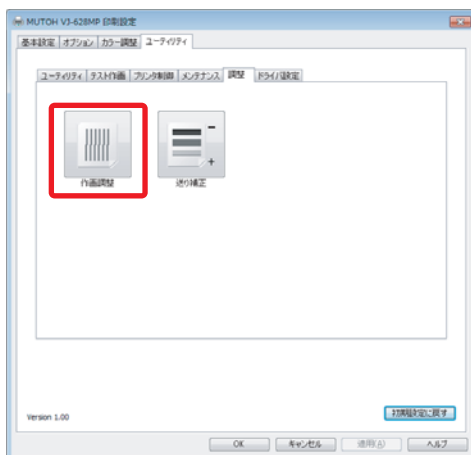 MUTOH VJ-628MP 印刷設定
基本設定 オプション カラー調整 ユーティリティ
ユーティリティ テスト作画 プリンタ制御 メンテナンス 調整 ドライバ設定
作画調整 送り補正
Version 1.00
初期設定に戻す
OK キャンセル 適用(A) ヘルプ